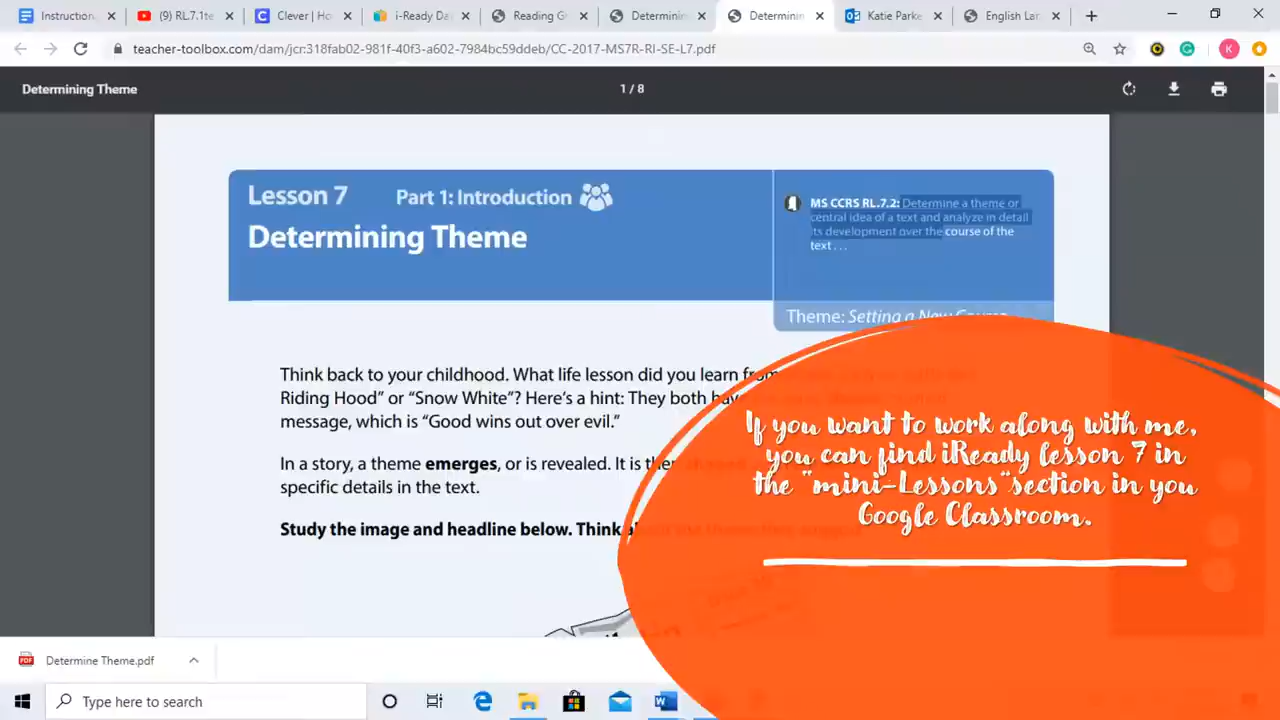 Instruction.
(9) RL.7.1te
Clever | Ho
i-Ready Da
Reading G
Determinin
Determinin
Katie Parke
English Lan
teacher-toolbox.com/dam/jcr:318fab02-981f-40f3-a602-7984bc59ddeb/CC-2017-MS7R-RI-SE-L7.pdf
K
Determining Theme
1 / 8
Lesson 7
Part 1: Introduction
Determining Theme
MS CCRS RL.7.2: Determine a theme or
central idea of a text and analyze in detail
its development over the course of the
text . . .
Theme: Setting a New Course
Think back to your childhood. What life lesson did you learn from
Riding Hood” or “Snow White”? Here’s a hint: They both have
message, which is “Good wins out over evil.”
In a story, a theme emerges, or is revealed. It is then
specific details in the text.
Study the image and headline below. Think
If you want to work along with me,
you can find iReady lesson 7 in
the "mini-Lessons"section in you
Google Classroom.
Determine Theme.pdf
Type here to search